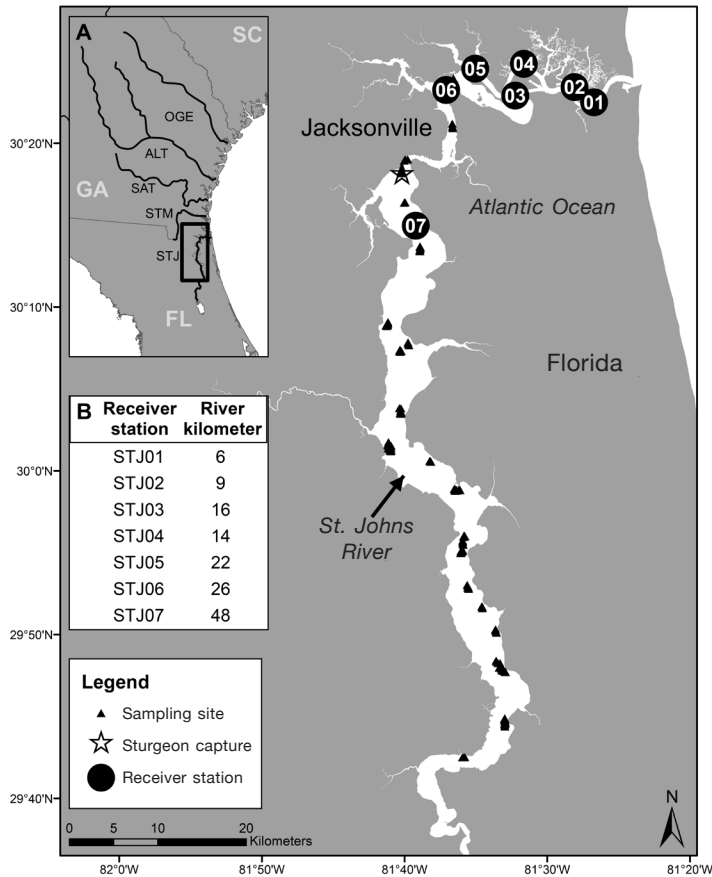 A
SC
OGE
ALT
GA
SAT
STM
STJ
FL
05
04
06
03
02
01
Jacksonville
Atlantic Ocean
07
Florida
St. Johns
River
B Receiver River
station kilometer
STJ01 6
STJ02 9
STJ03 16
STJ04 14
STJ05 22
STJ06 26
STJ07 48
Legend
Sampling site
Sturgeon capture
Receiver station
0 5 10 20
Kilometers
N
30°20'N
30°10'N
30°0'N
29°50'N
29°40'N
82°0'W 81°50'W 81°40'W 81°30'W 81°20'W